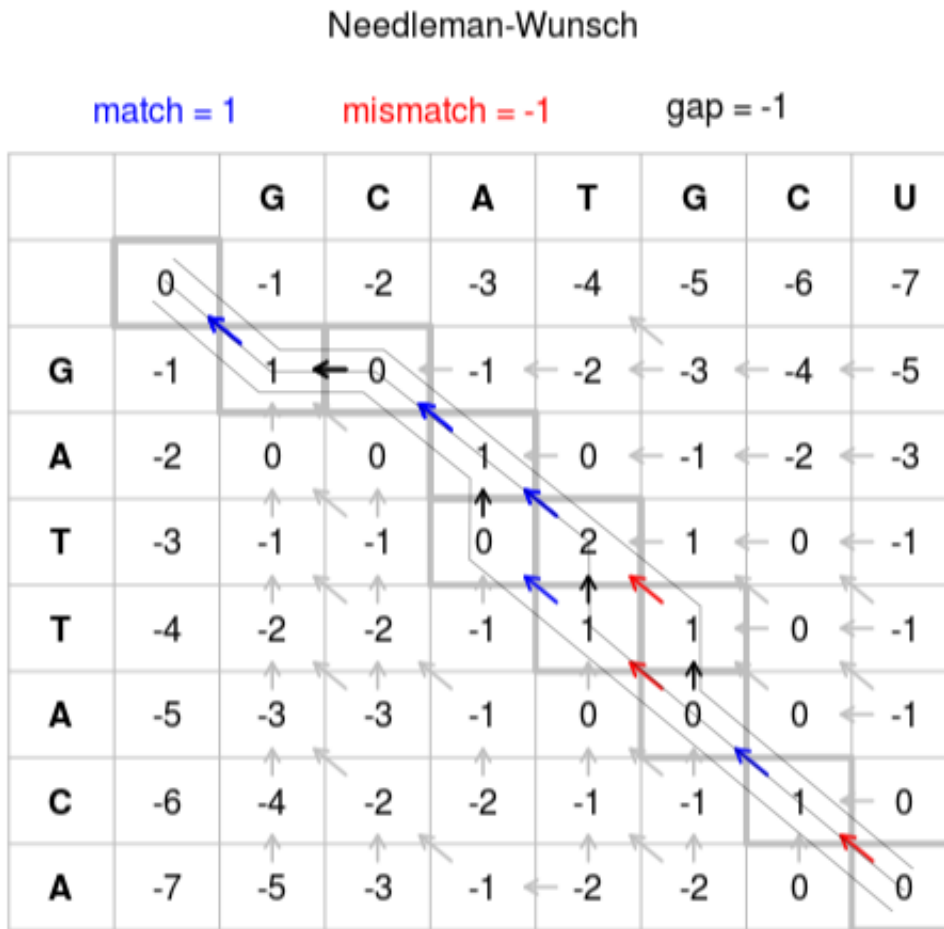 Needleman-Wunsch
match = 1 mismatch = -1 gap = -1
G C A T G C U
0 -1 -2 -3 -4 -5 -6 -7
G -1 1 0 -1 -2 -3 -4 -5
A -2 0 0 1 0 -1 -2 -3
T -3 -1 -1 0 2 1 0 -1
T -4 -2 -2 -1 1 1 0 -1
A -5 -3 -3 -1 0 0 0 -1
C -6 -4 -2 -2 -1 -1 1 0
A -7 -5 -3 -1 -2 -2 0 0